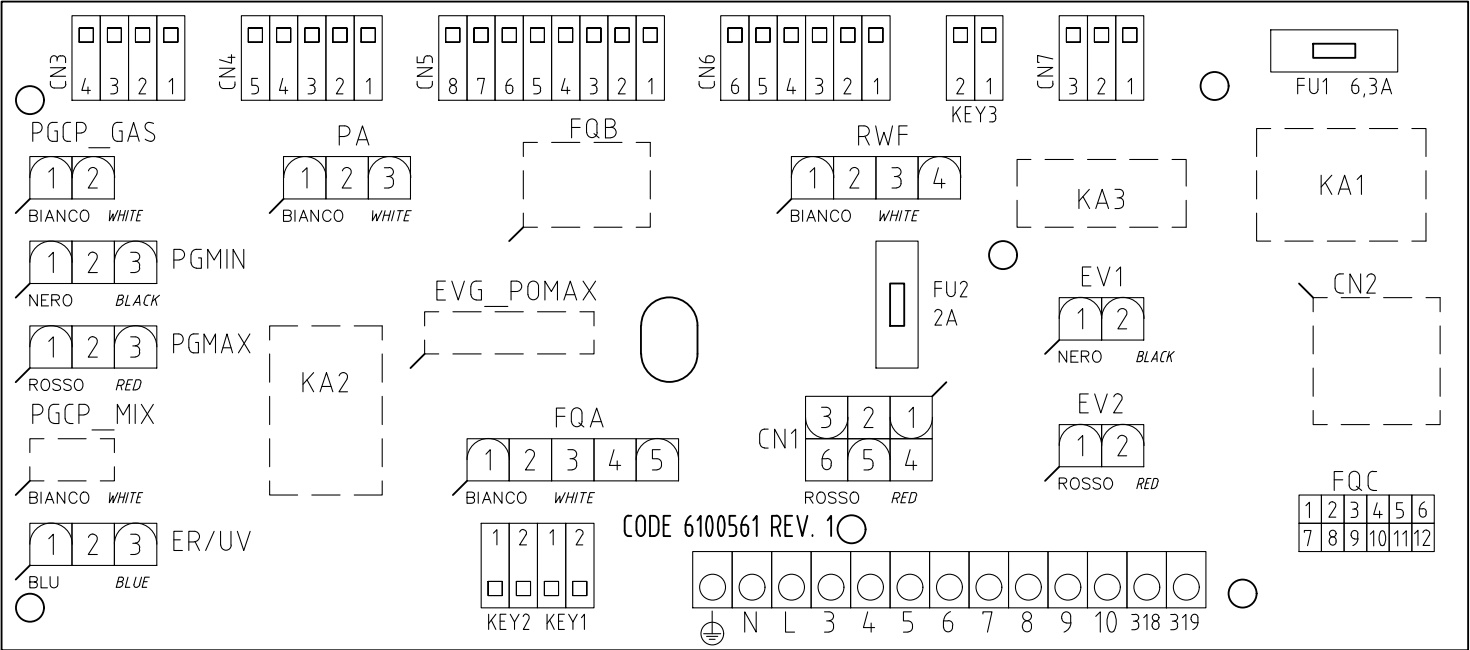 CN3 4 3 2 1
CN4 5 4 3 2 1
CN5 8 7 6 5 4 3 2 1
CN6 6 5 4 3 2 1
2 1
KEY3
CN7 3 2 1
FU1 6,3A
PGCP_GAS
1 2
BIANCO WHITE
PA
1 2 3
BIANCO WHITE
FQB
RWF
1 2 3 4
BIANCO WHITE
KA3
KA1
1 2 3 PGMIN
NERO BLACK
EVG_POMAX
FU2
2A
EV1
1 2
NERO BLACK
CN2
1 2 3 PGMAX
ROSSO RED
KA2
PGCP_MIX
BIANCO WHITE
FQA
1 2 3 4 5
BIANCO WHITE
CN1
3 2 1
6 5 4
ROSSO RED
EV2
1 2
ROSSO RED
FQC
1 2 3 4 5 6
7 8 9 10 11 12
1 2 3 ER/UV
BLU BLUE
1 2 1 2
KEY2 KEY1
CODE 6100561 REV. 1
N L 3 4 5 6 7 8 9 10 318 319